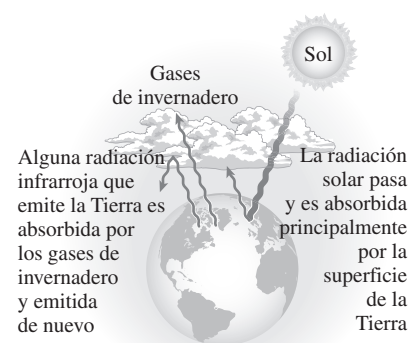 Sol
Gases
de invernadero
Alguna radiación
infrarroja que
emite la Tierra es
absorbida por
los gases de
invernadero
y emitida
de nuevo
La radiación
solar pasa
y es absorbida
principalmente
por la
superficie
de la
Tierra